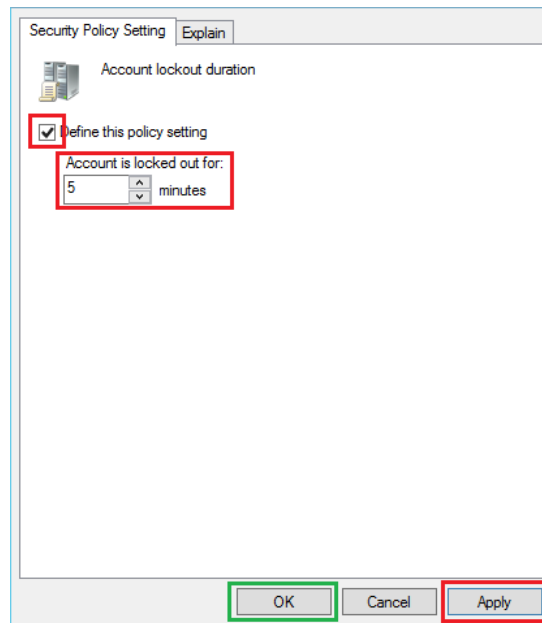 Security Policy Setting Explain
Account lockout duration
Define this policy setting
Account is locked out for:
5 minutes
OK Cancel Apply